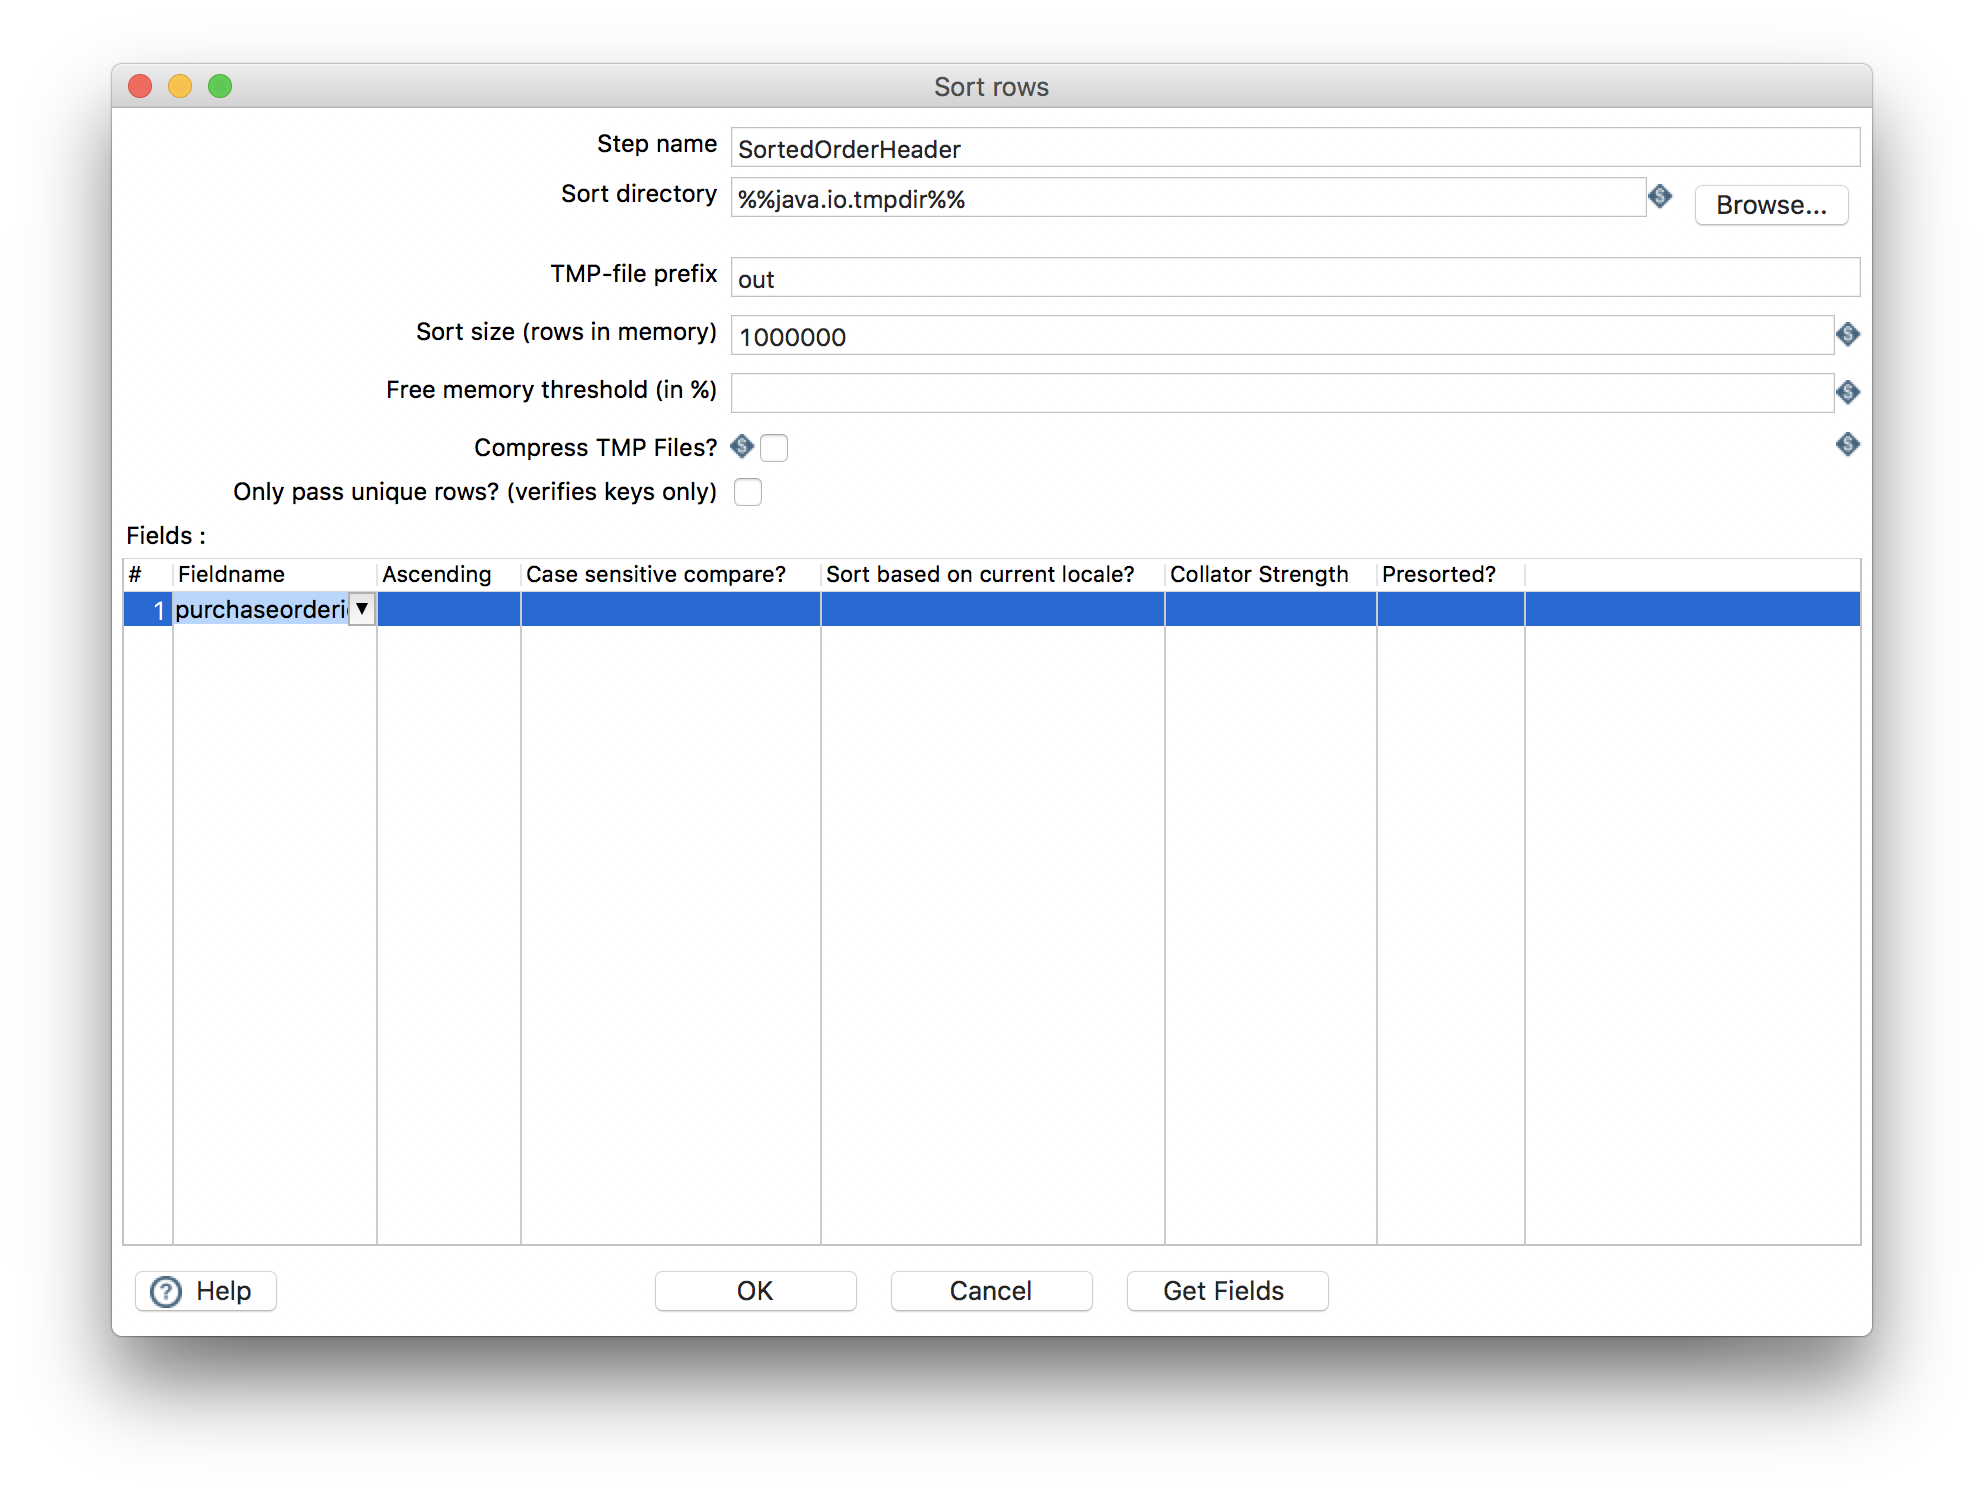 Sort rows
Step name SortedOrderHeader
Sort directory %%java.io.tmpdir%% Browse...
TMP-file prefix out
Sort size (rows in memory) 1000000
Free memory threshold (in %)
Compress TMP Files?
Only pass unique rows? (verifies keys only)
Fields :
# Fieldname Ascending Case sensitive compare? Sort based on current locale? Collator Strength Presorted?
1 purchaseorderi
Help OK Cancel Get Fields